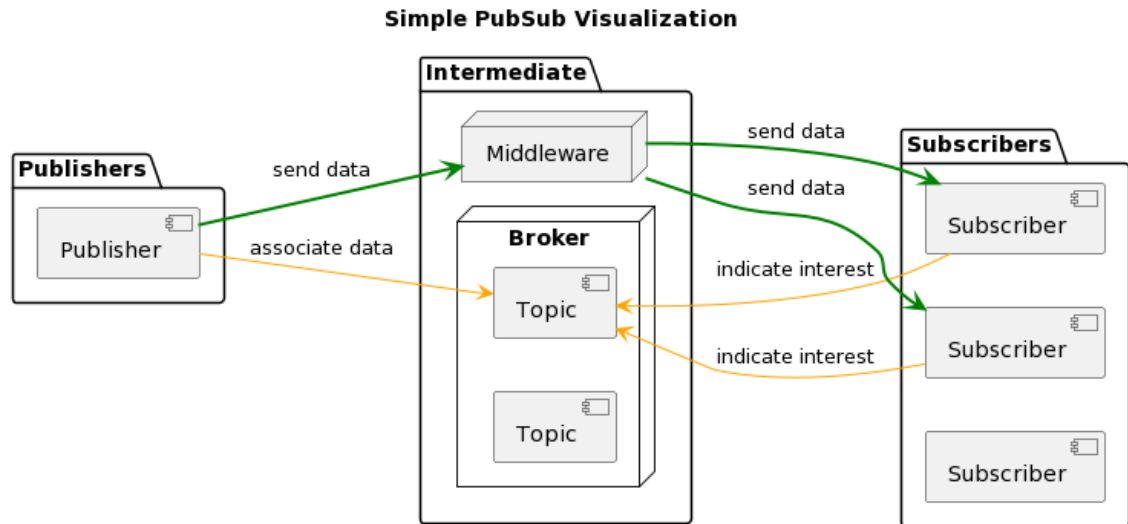 Simple PubSub Visualization
Publishers
Publisher
send data
associate data
Intermediate
Middleware
Broker
Topic
Topic
send data
send data
indicate interest
indicate interest
Subscribers
Subscriber
Subscriber
Subscriber